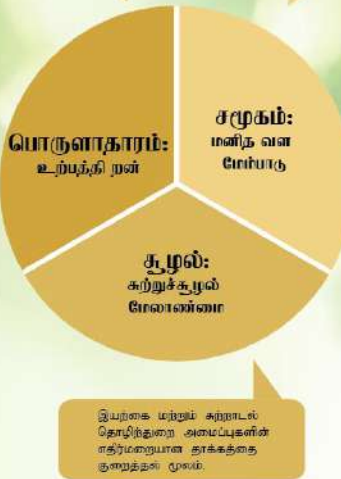 பொருளாதாரம்:
உற்பத்தி றன்
சமூகம்:
மனித வள
மேம்பாடு
சூழல்:
சுற்றுச்சூழல்
மேலாண்மை
இயற்கை மற்றும் சுற்றாடல்
தொழிற்துறை அமைப்புகளின்
எதிர்மறையான தாக்கத்தை
குறைத்தல் மூலம்.